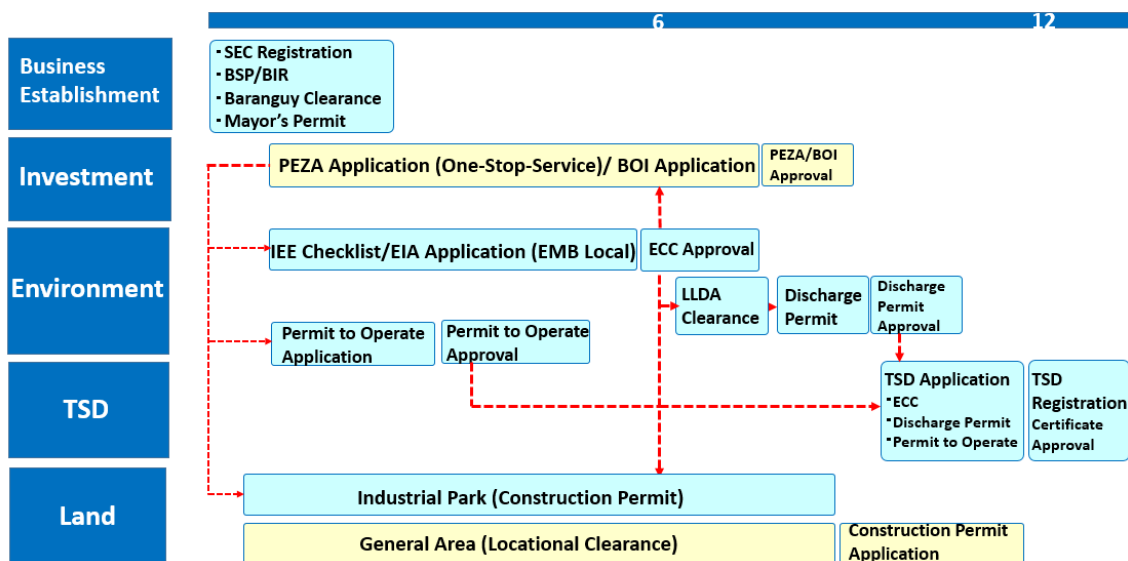 6
12
Business
Establishment
▪ SEC Registration
▪ BSP/BIR
▪ Baranguy Clearance
▪ Mayor's Permit
Investment
PEZA Application (One-Stop-Service)/ BOI Application
PEZA/BOI
Approval
Environment
IEE Checklist/EIA Application (EMB Local)
ECC Approval
LLDA
Clearance
Discharge
Permit
Discharge
Permit
Approval
Permit to Operate
Application
Permit to Operate
Approval
TSD
TSD Application
▪ ECC
▪ Discharge Permit
▪ Permit to Operate
TSD
Registration
Certificate
Approval
Land
Industrial Park (Construction Permit)
General Area (Locational Clearance)
Construction Permit
Application